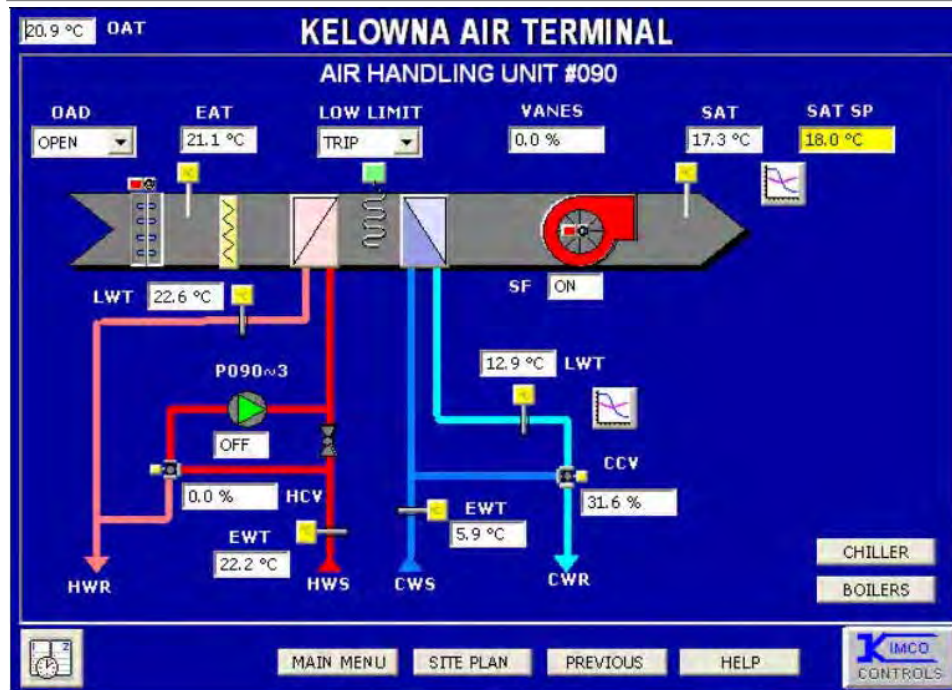 20.9 °C OAT KELOWNA AIR TERMINAL
AIR HANDLING UNIT #090
OAD EAT LOW LIMIT VANES SAT SAT SP
OPEN 21.1 °C TRIP 0.0 % 17.3 °C 18.0 °C
LWT 22.6 °C SF ON
12.9 °C LWT
P090~3
OFF
CCV
0.0 % HCV 31.6 %
EWT EWT
22.2 °C 5.9 °C
HWR HWS CWS CWR
CHILLER
BOILERS
MAIN MENU SITE PLAN PREVIOUS HELP
KIMCO
CONTROLS